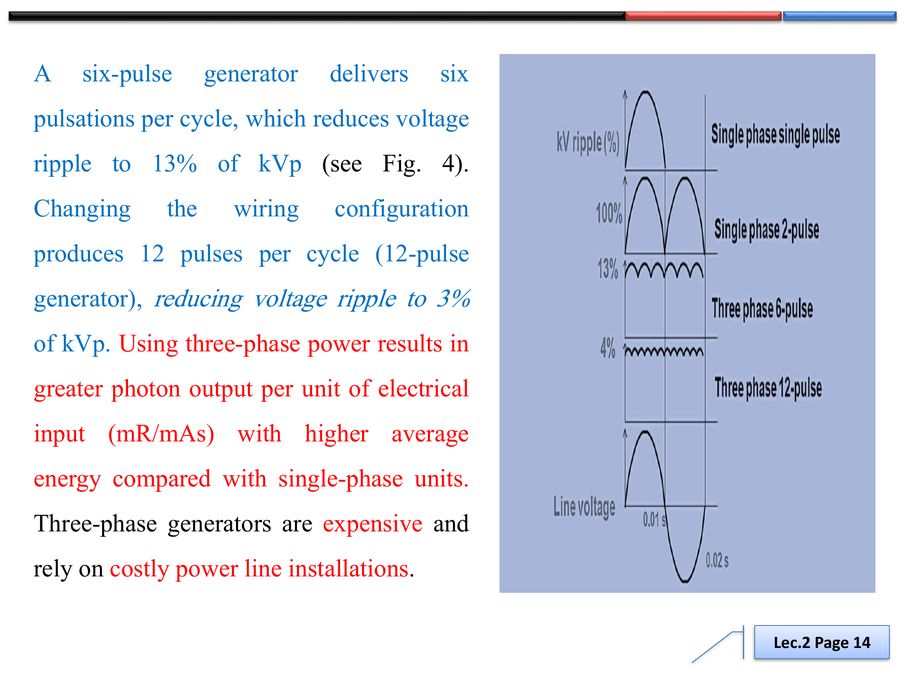 A six-pulse generator delivers six
pulsations per cycle, which reduces voltage
ripple to 13% of kVp (see Fig. 4).
Changing the wiring configuration
produces 12 pulses per cycle (12-pulse
generator), reducing voltage ripple to 3%
of kVp. Using three-phase power results in
greater photon output per unit of electrical
input (mR/mAs) with higher average
energy compared with single-phase units.
Three-phase generators are expensive and
rely on costly power line installations.
kV ripple (%)
Single phase single pulse
100%
Single phase 2-pulse
13%
Three phase 6-pulse
4%
Three phase 12-pulse
Line voltage
0.01 s
0.02 s
Lec.2 Page 14